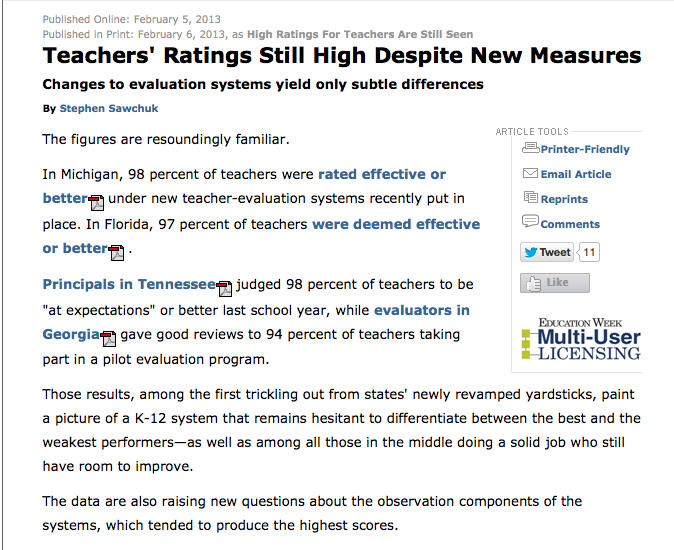 Published Online: February 5, 2013
Published in Print: February 6, 2013, as High Ratings For Teachers Are Still Seen
Teachers' Ratings Still High Despite New Measures
Changes to evaluation systems yield only subtle differences
By Stephen Sawchuk
The figures are resoundingly familiar.
In Michigan, 98 percent of teachers were rated effective or
better under new teacher-evaluation systems recently put in
place. In Florida, 97 percent of teachers were deemed effective
or better .
Principals in Tennessee judged 98 percent of teachers to be
"at expectations" or better last school year, while evaluators in
Georgia gave good reviews to 94 percent of teachers taking
part in a pilot evaluation program.
Those results, among the first trickling out from states' newly revamped yardsticks, paint
a picture of a K-12 system that remains hesitant to differentiate between the best and the
weakest performers—as well as among all those in the middle doing a solid job who still
have room to improve.
The data are also raising new questions about the observation components of the
systems, which tended to produce the highest scores.
ARTICLE TOOLS
Printer-Friendly
Email Article
Reprints
Comments
Tweet 11
Like
EDUCATION WEEK
Multi-User
LICENSING